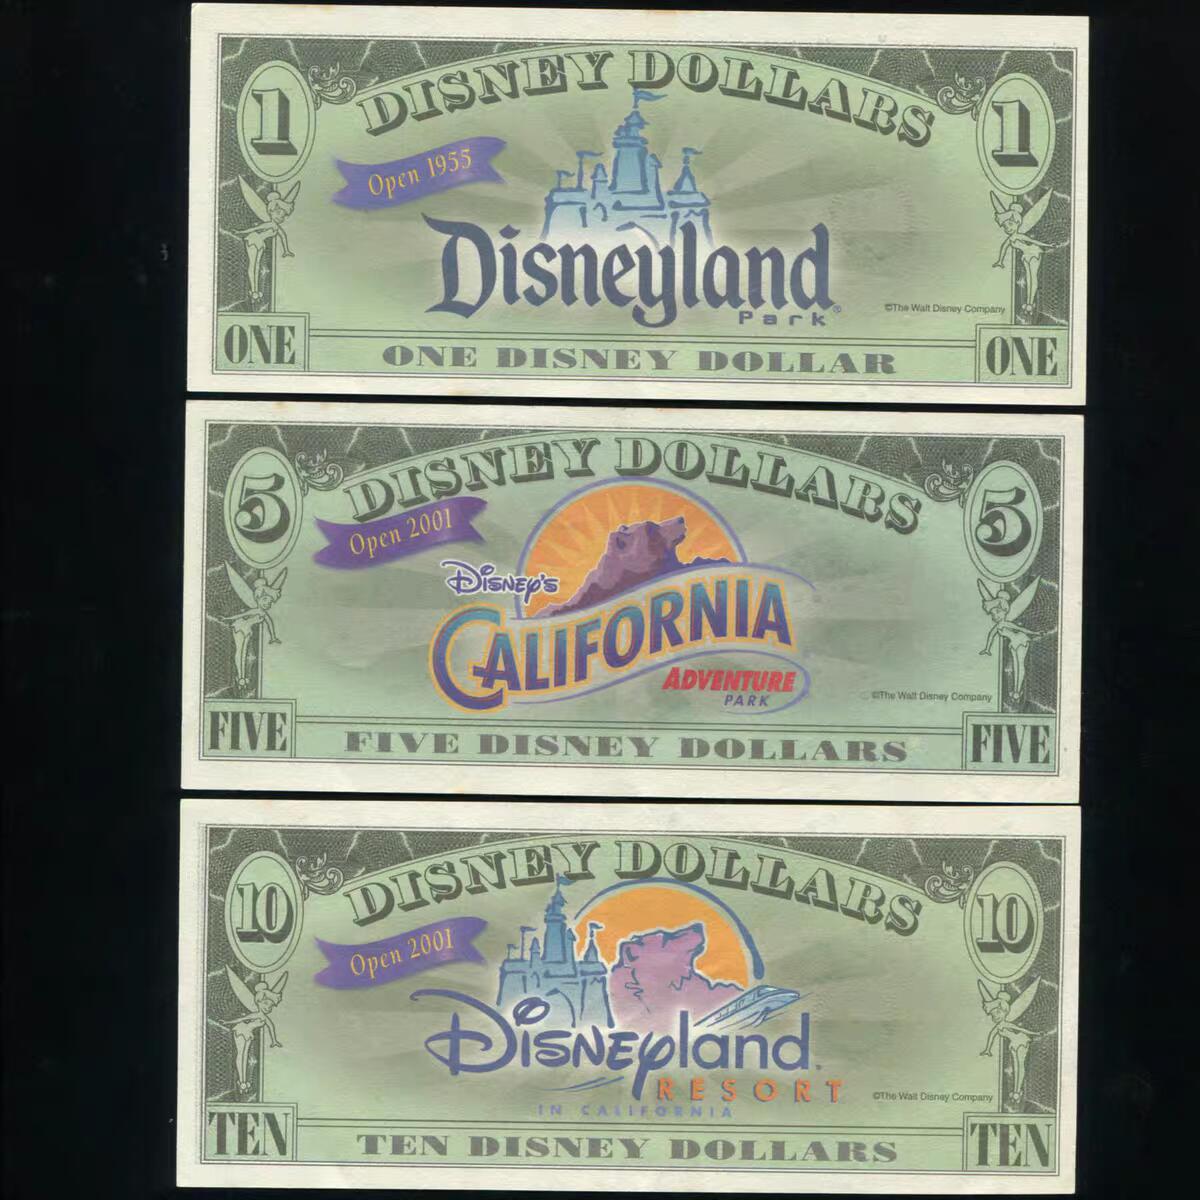 DISNEY DOLLARS
1 1
Open 1955
Disneyland®
Park
©The Walt Disney Company
ONE ONE DISNEY DOLLAR ONE
DISNEY DOLLARS
5 5
Open 2001
Disney's
CALIFORNIA
ADVENTURE
PARK
©The Walt Disney Company
FIVE FIVE DISNEY DOLLARS FIVE
DISNEY DOLLARS
10 10
Open 2001
Disneyland
RESORT
IN CALIFORNIA
©The Walt Disney Company
TEN TEN DISNEY DOLLARS TEN